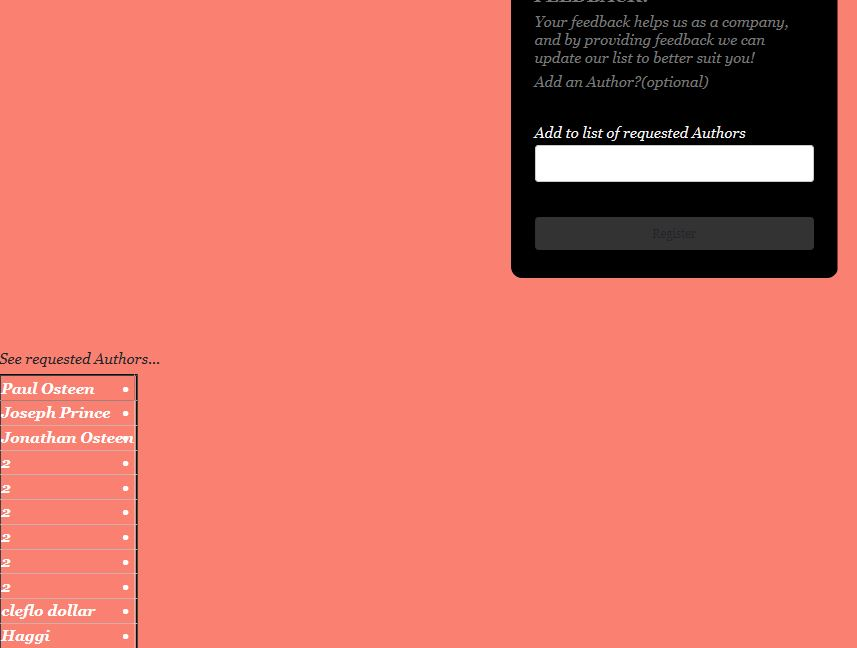 FEEDBACK!
Your feedback helps us as a company,
and by providing feedback we can
update our list to better suit you!
Add an Author?(optional)
Add to list of requested Authors
Register
See requested Authors...
Paul Osteen
Joseph Prince
Jonathan Osteen
2
2
2
2
2
2
cleflo dollar
Haggi